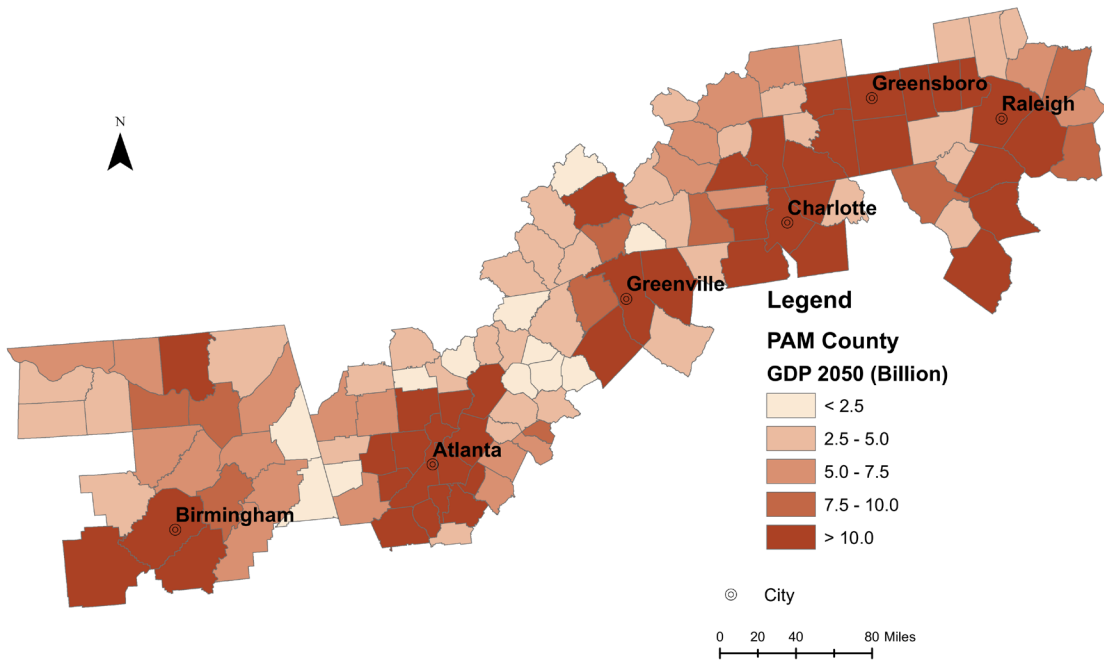 N
Greensboro
Raleigh
Charlotte
Greenville
Atlanta
Birmingham
Legend
PAM County
GDP 2050 (Billion)
< 2.5
2.5 - 5.0
5.0 - 7.5
7.5 - 10.0
> 10.0
City
0 20 40 80 Miles